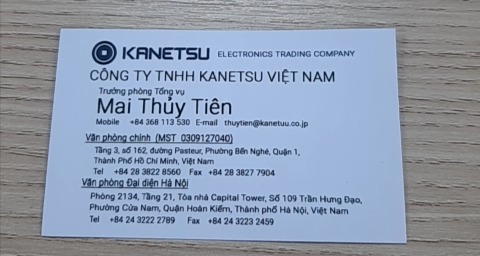 KANETSU ELECTRONICS TRADING COMPANY
CÔNG TY TNHH KANETSU VIỆT NAM
Trưởng phòng Tổng vụ
Mai Thủy Tiên
Mobile +84 368 113 530 E-mail thuytien@kanetuu.co.jp
Văn phòng chính (MST 0309127040)
Tầng 3, số 162, đường Pasteur, Phường Bến Nghé, Quận 1,
Thành Phố Hồ Chí Minh, Việt Nam
Tel +84 28 3822 8560 Fax +84 28 3827 7904
Văn phòng Đại diện Hà Nội
Phòng 2134, Tầng 21, Tòa nhà Capital Tower, Số 109 Trần Hưng Đạo,
Phường Cửa Nam, Quận Hoàn Kiếm, Thành phố Hà Nội, Việt Nam
Tel +84 24 3222 2789 Fax +84 24 3223 2459